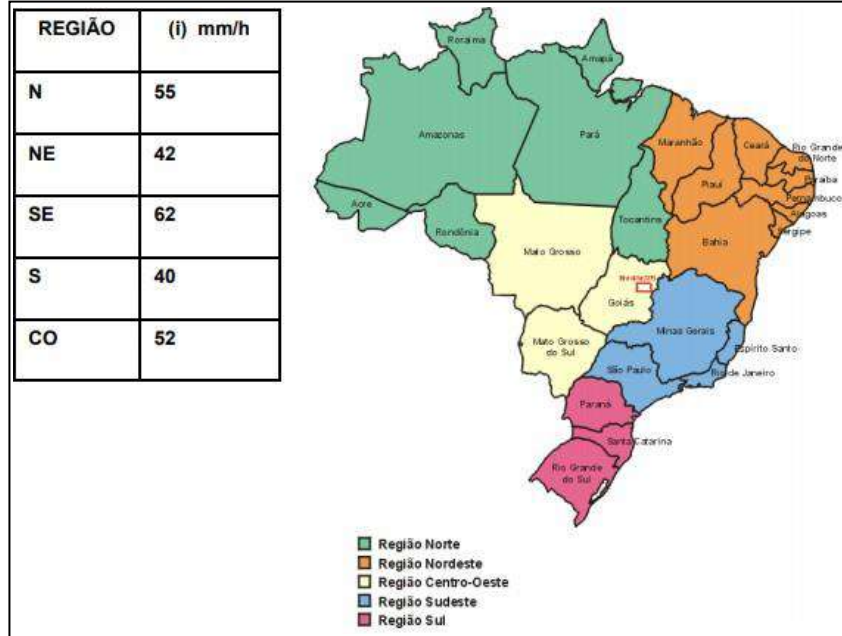 REGIÃO (i) mm/h
N 55
NE 42
SE 62
S 40
CO 52
Roraima
Amapá
Amazonas
Pará
Maranhão
Ceará
Rio Grande
do Norte
Paraíba
Piauí
Pernambuco
Alagoas
Sergipe
Acre
Rondônia
Tocantins
Bahia
Mato Grosso
Goiás
Minas Gerais
Mato Grosso
do Sul
Espírito Santo
São Paulo
Rio de Janeiro
Paraná
Santa Catarina
Rio Grande
do Sul
Região Norte
Região Nordeste
Região Centro-Oeste
Região Sudeste
Região Sul